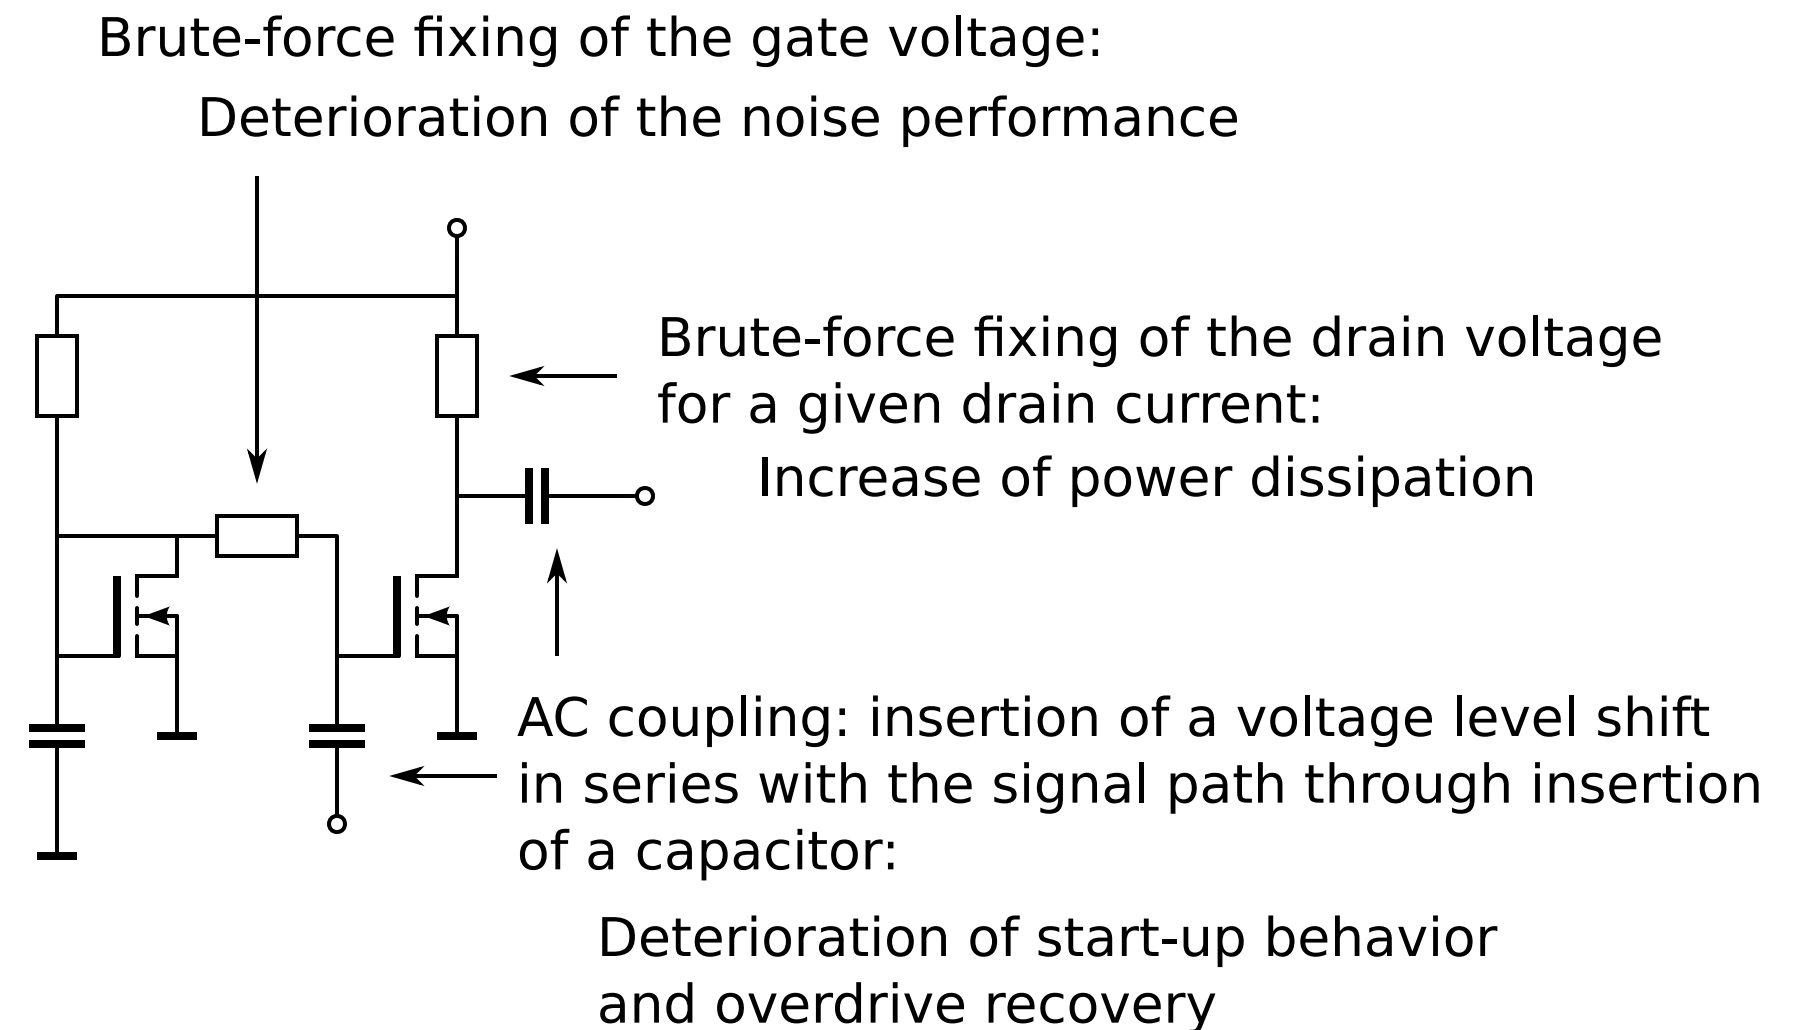 Brute-force fixing of the gate voltage:
Deterioration of the noise performance
Brute-force fixing of the drain voltage
for a given drain current:
Increase of power dissipation
AC coupling: insertion of a voltage level shift
in series with the signal path through insertion
of a capacitor:
Deterioration of start-up behavior
and overdrive recovery